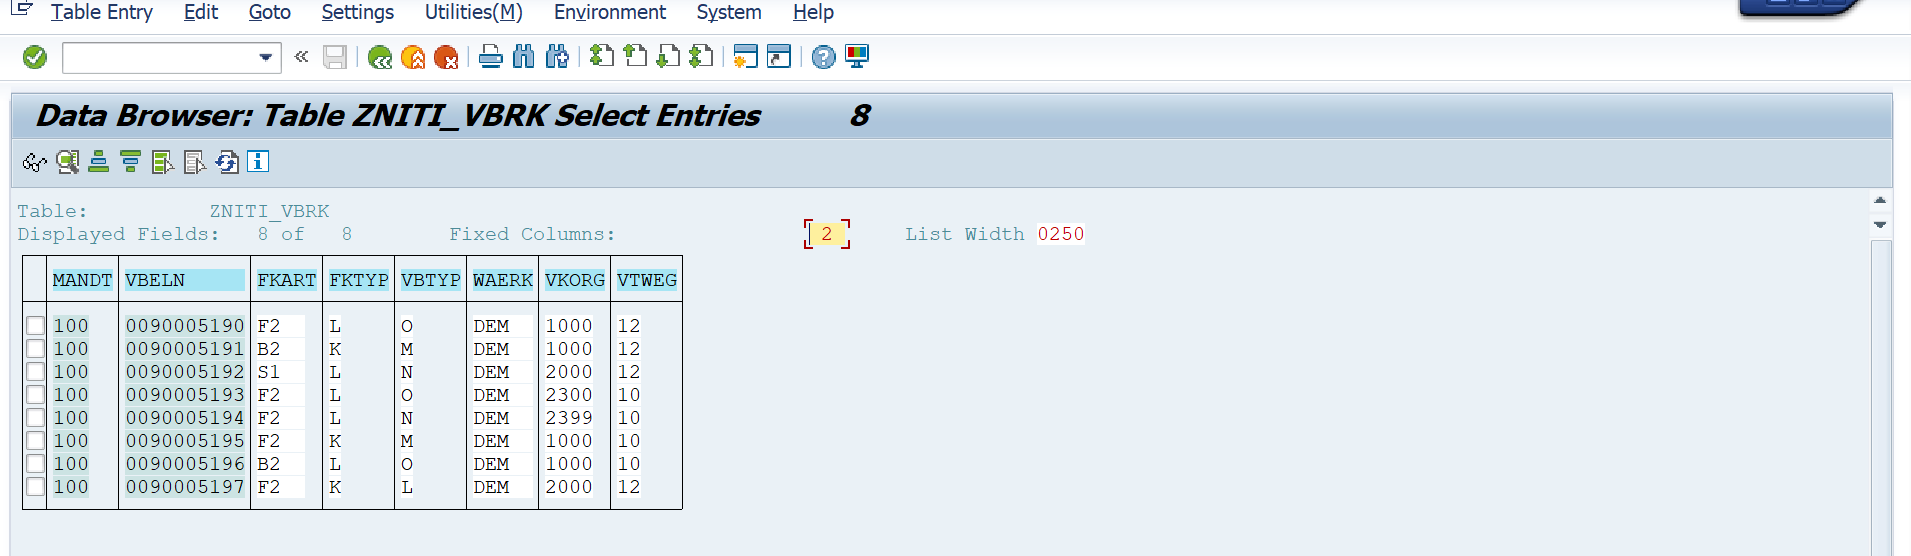 Table Entry Edit Goto Settings Utilities(M) Environment System Help
Data Browser: Table ZNITI_VBRK Select Entries 8
Table: ZNITI_VBRK
Displayed Fields: 8 of 8 Fixed Columns: 2 List Width 0250
MANDT VBELN FKART FKTYP VBTYP WAERK VKORG VTWEG
100 0090005190 F2 L O DEM 1000 12
100 0090005191 B2 K M DEM 1000 12
100 0090005192 S1 L N DEM 2000 12
100 0090005193 F2 L O DEM 2300 10
100 0090005194 F2 L N DEM 2399 10
100 0090005195 F2 K M DEM 1000 10
100 0090005196 B2 L O DEM 1000 10
100 0090005197 F2 K L DEM 2000 12